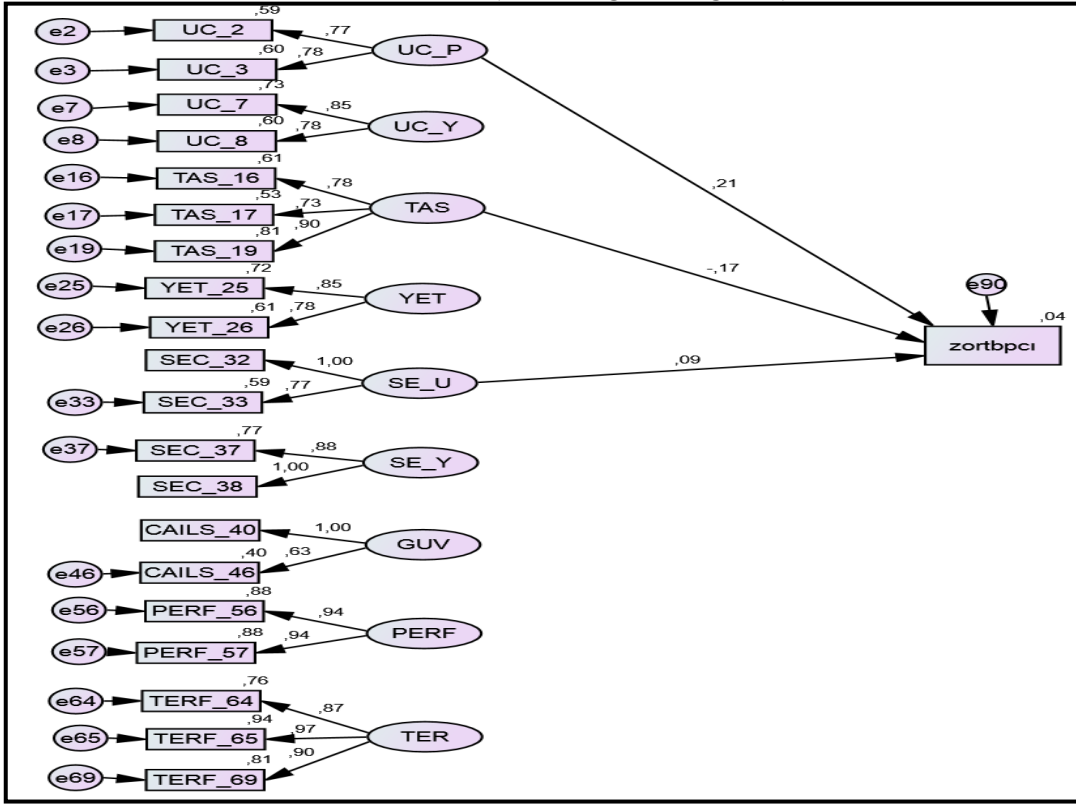 ,59
e2 UC_2 ,77 UC_P
,60
e3 UC_3 ,78
,73
e7 UC_7 ,85 UC_Y
,60
e8 UC_8 ,78
,61
e16 TAS_16 ,78 ,21
,53
e17 TAS_17 ,73 TAS
,81
e19 TAS_19 ,90 -,17
,72
e25 YET_25 ,85 YET e90
,61
e26 YET_26 ,78 ,04
zortbpcı
SEC_32 1,00 SE_U ,09
,59
e33 SEC_33 ,77
,77
e37 SEC_37 ,88 SE_Y
SEC_38 1,00
CAILS_40 1,00 GUV
,40
e46 CAILS_46 ,63
,88
e56 PERF_56 ,94 PERF
,88
e57 PERF_57 ,94
,76
e64 TERF_64 ,87
,94
e65 TERF_65 ,97 TER
,81
e69 TERF_69 ,90